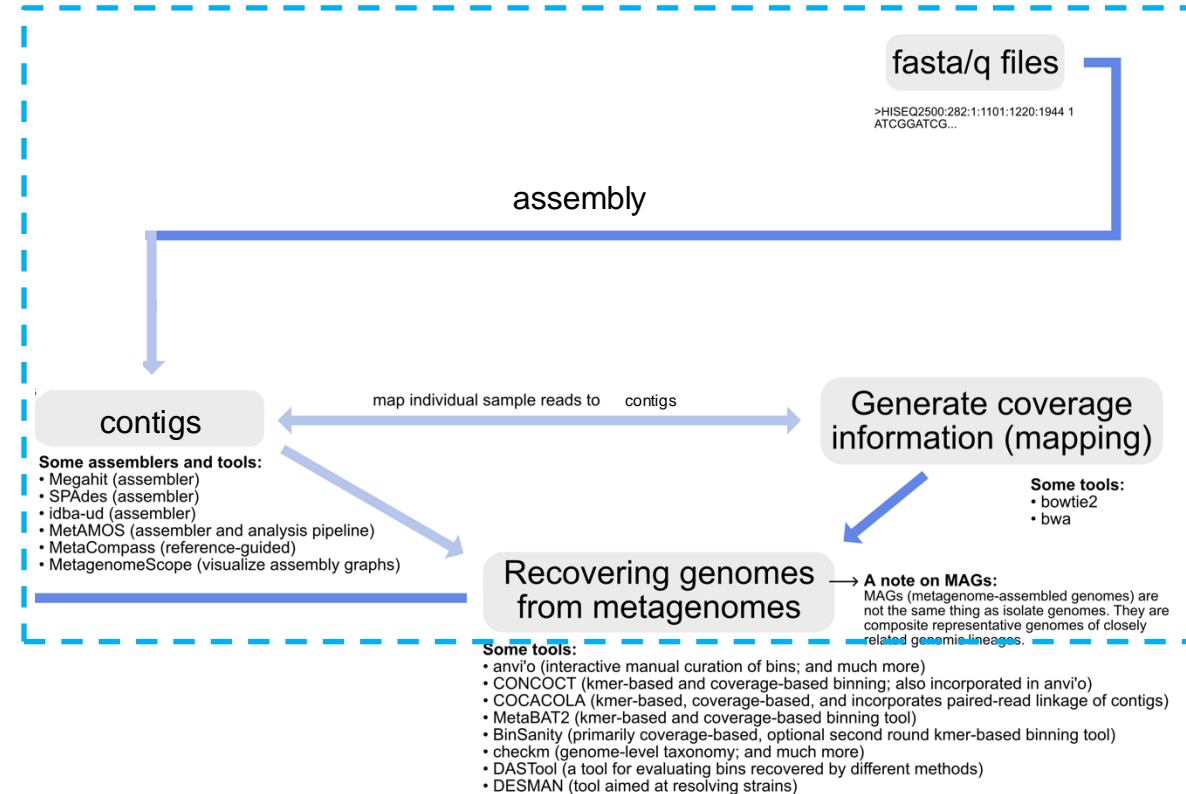 fasta/q files
>HISEQ2500:282:1:1101:1220:1944 1
ATCGGATCG...
assembly
contigs
map individual sample reads to contigs
Generate coverage
information (mapping)
Some assemblers and tools:
• Megahit (assembler)
• SPAdes (assembler)
• idba-ud (assembler)
• MetAMOS (assembler and analysis pipeline)
• MetaCompass (reference-guided)
• MetagenomeScope (visualize assembly graphs)
Some tools:
• bowtie2
• bwa
Recovering genomes
from metagenomes
A note on MAGs:
MAGs (metagenome-assembled genomes) are
not the same thing as isolate genomes. They are
composite representative genomes of closely
related genomic lineages.
Some tools:
• anvi'o (interactive manual curation of bins; and much more)
• CONCOCT (kmer-based and coverage-based binning; also incorporated in anvi'o)
• COCACOLA (kmer-based, coverage-based, and incorporates paired-read linkage of contigs)
• MetaBAT2 (kmer-based and coverage-based binning tool)
• BinSanity (primarily coverage-based, optional second round kmer-based binning tool)
• checkm (genome-level taxonomy; and much more)
• DASTool (a tool for evaluating bins recovered by different methods)
• DESMAN (tool aimed at resolving strains)